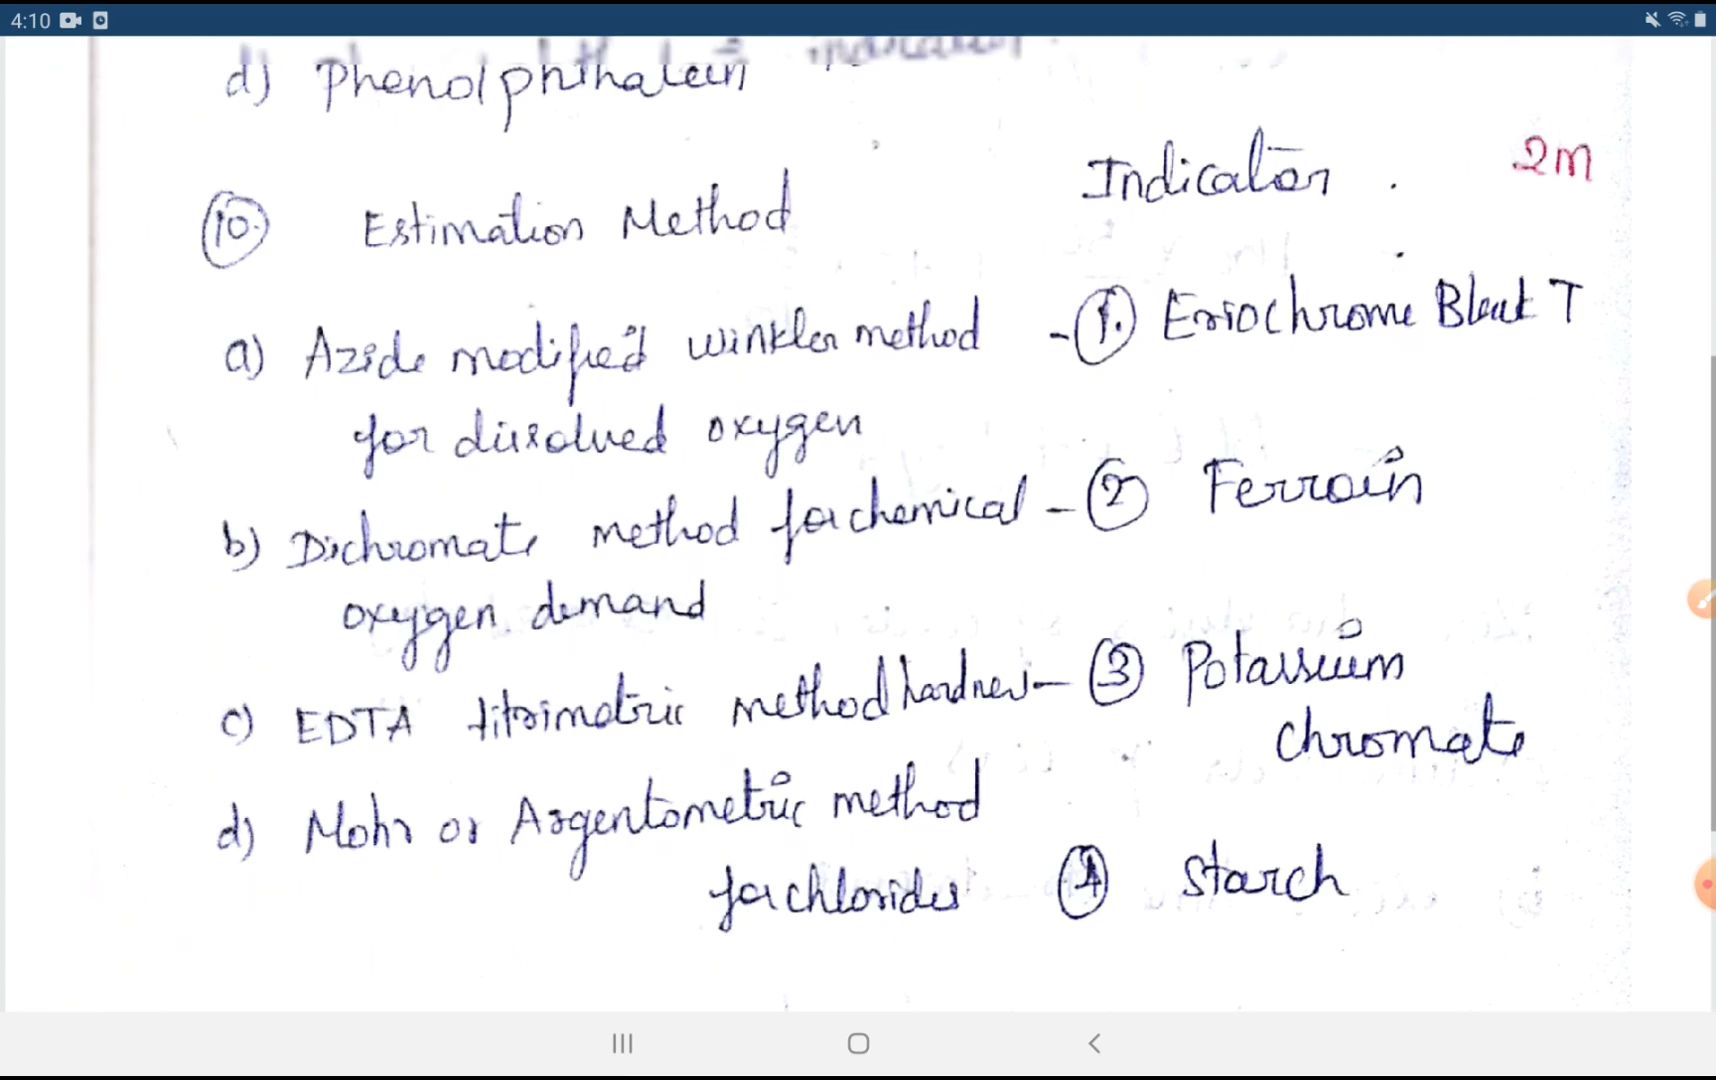 4:10
d) Phenolphthalein indicator.
Indicator. 2M
10. Estimation Method
a) Azide modified winkler method - 1. Eriochrome Black T
for dissolved oxygen
b) Dichromate method for chemical - 2 Ferroin
oxygen demand
c) EDTA titrimetric method hardness - 3 Potassium
chromate
d) Mohr or Argentometric method
for chlorides 4 starch